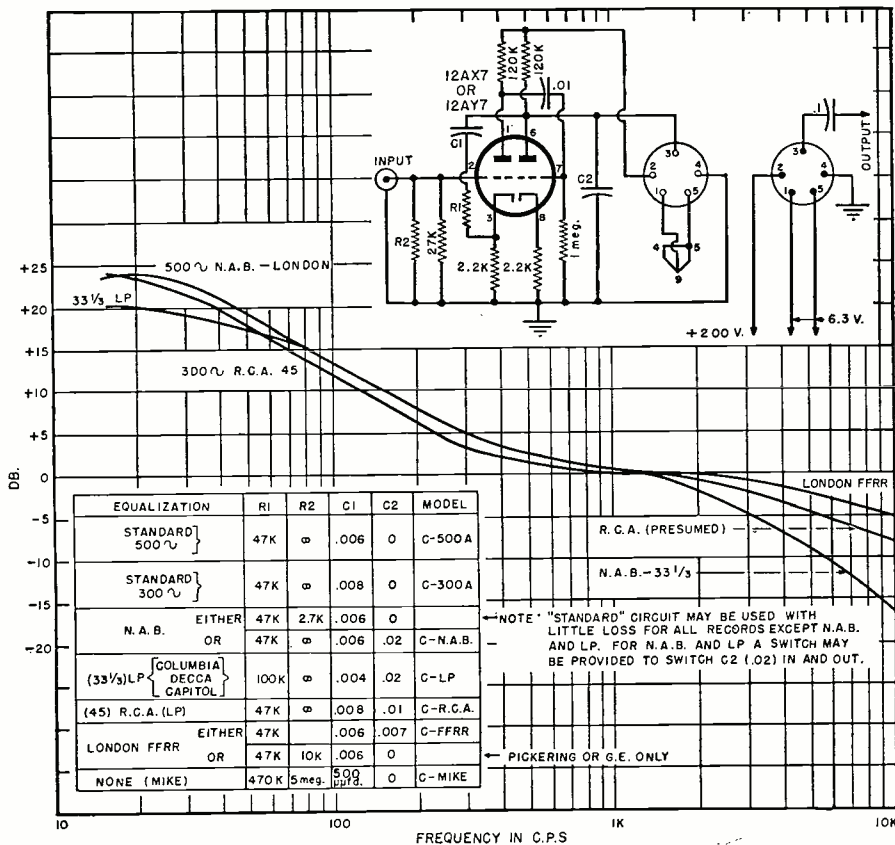 12AX7
OR
12AY7
120K
120K
.01
C1
1
6
INPUT
2
7
R1
3
8
R2
27K
2.2K
2.2K
1 meg.
C2
3
2
4
1
5
4
5
9
.1
OUTPUT
3
2
4
1
5
+200 V.
6.3 V.
+25
+20
+15
+10
+5
0
-5
-10
-15
-20
DB.
500~ N.A.B. - LONDON
33 1/3 LP
300~ R.C.A. 45
LONDON FFRR
R.C.A. (PRESUMED)
N.A.B.-33 1/3
EQUALIZATION R1 R2 C1 C2 MODEL
STANDARD } 500~ 47K ∞ .006 0 C-500A
STANDARD } 300~ 47K ∞ .008 0 C-300A
N.A.B. EITHER 47K 2.7K .006 0
OR 47K ∞ .006 .02 C-N.A.B.
(33 1/3) LP { COLUMBIA DECCA CAPITOL 100K ∞ .004 .02 C-LP
(45) R.C.A. (LP) 47K ∞ .008 .01 C-R.C.A.
LONDON FFRR EITHER 47K .006 .007 C-FFRR
OR 47K 10K .006 0
NONE (MIKE) 470K 5 meg. 500 µµfd. 0 C-MIKE
NOTE: "STANDARD" CIRCUIT MAY BE USED WITH
LITTLE LOSS FOR ALL RECORDS EXCEPT N.A.B.
AND LP. FOR N.A.B. AND LP A SWITCH MAY
BE PROVIDED TO SWITCH C2 (.02) IN AND OUT.
PICKERING OR G.E. ONLY
10 100 1K 10K
FREQUENCY IN C.P.S